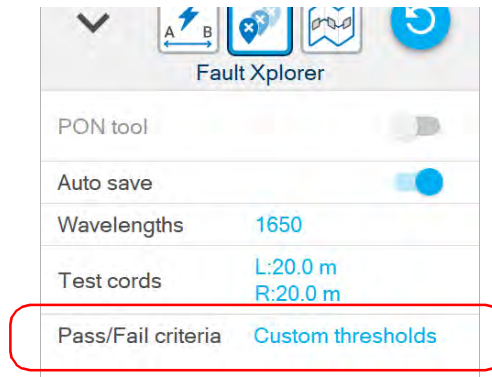 A B
Fault Xplorer
PON tool
Auto save
Wavelengths 1650
Test cords L:20.0 m
R:20.0 m
Pass/Fail criteria Custom thresholds